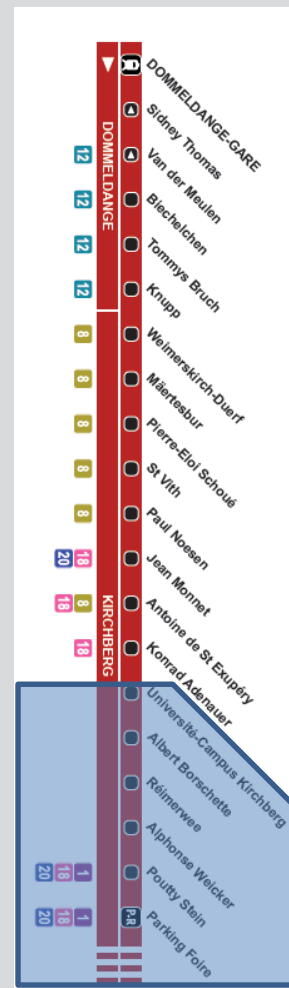 DOMMELDANGE-GARE
Sidney Thomas
Van der Meulen
Biechelchen
Tommys Bruch
Knupp
Weimerskirch-Duerf
Mäertesbur
Pierre-Eloi Schoué
St Vith
Paul Noesen
Jean Monnet
Antoine de St Exupéry
Konrad Adenauer
Université-Campus Kirchberg
Albert Borschette
Réimerwee
Alphonse Weicker
Poutty Stein
Parking Foire
P-R
DOMMELDANGE
KIRCHBERG
12
12
12
12
8
8
8
8
8
18
20
8
18
18
1
18
20
1
18
20